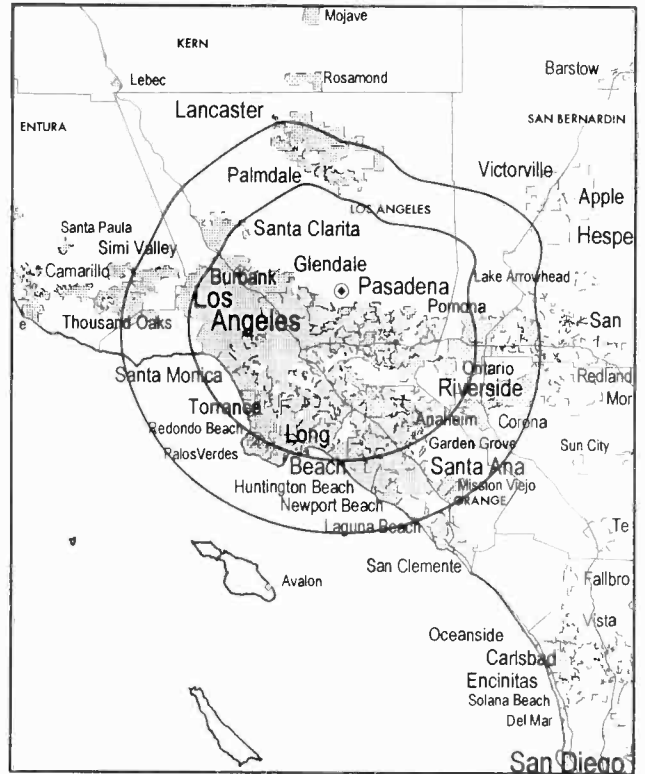 Mojave
KERN
Lebec
Rosamond
Barstow
Lancaster
ENTURA
SAN BERNARDIN
Palmdale
Victorville
LOS ANGELES
Apple
Santa Paula
Santa Clarita
Simi Valley
Hespe
Camarillo
Burbank
Glendale
Lake Arrowhead
Los
Angeles
Pasadena
Pomona
e
Thousand Oaks
San
Santa Monica
Ontario
Riverside
Redland
Mor
Torrance
Redondo Beach
Long
Beach
Anaheim
Corona
Garden Grove
PalosVerdes
Santa Ana
Sun City
Huntington Beach
Mission Viejo
ORANGE
Newport Beach
Laguna Beach
Te
San Clemente
Avalon
Fallbro
Vista
Oceanside
Carlsbad
Encinitas
Solana Beach
Del Mar
San Diego